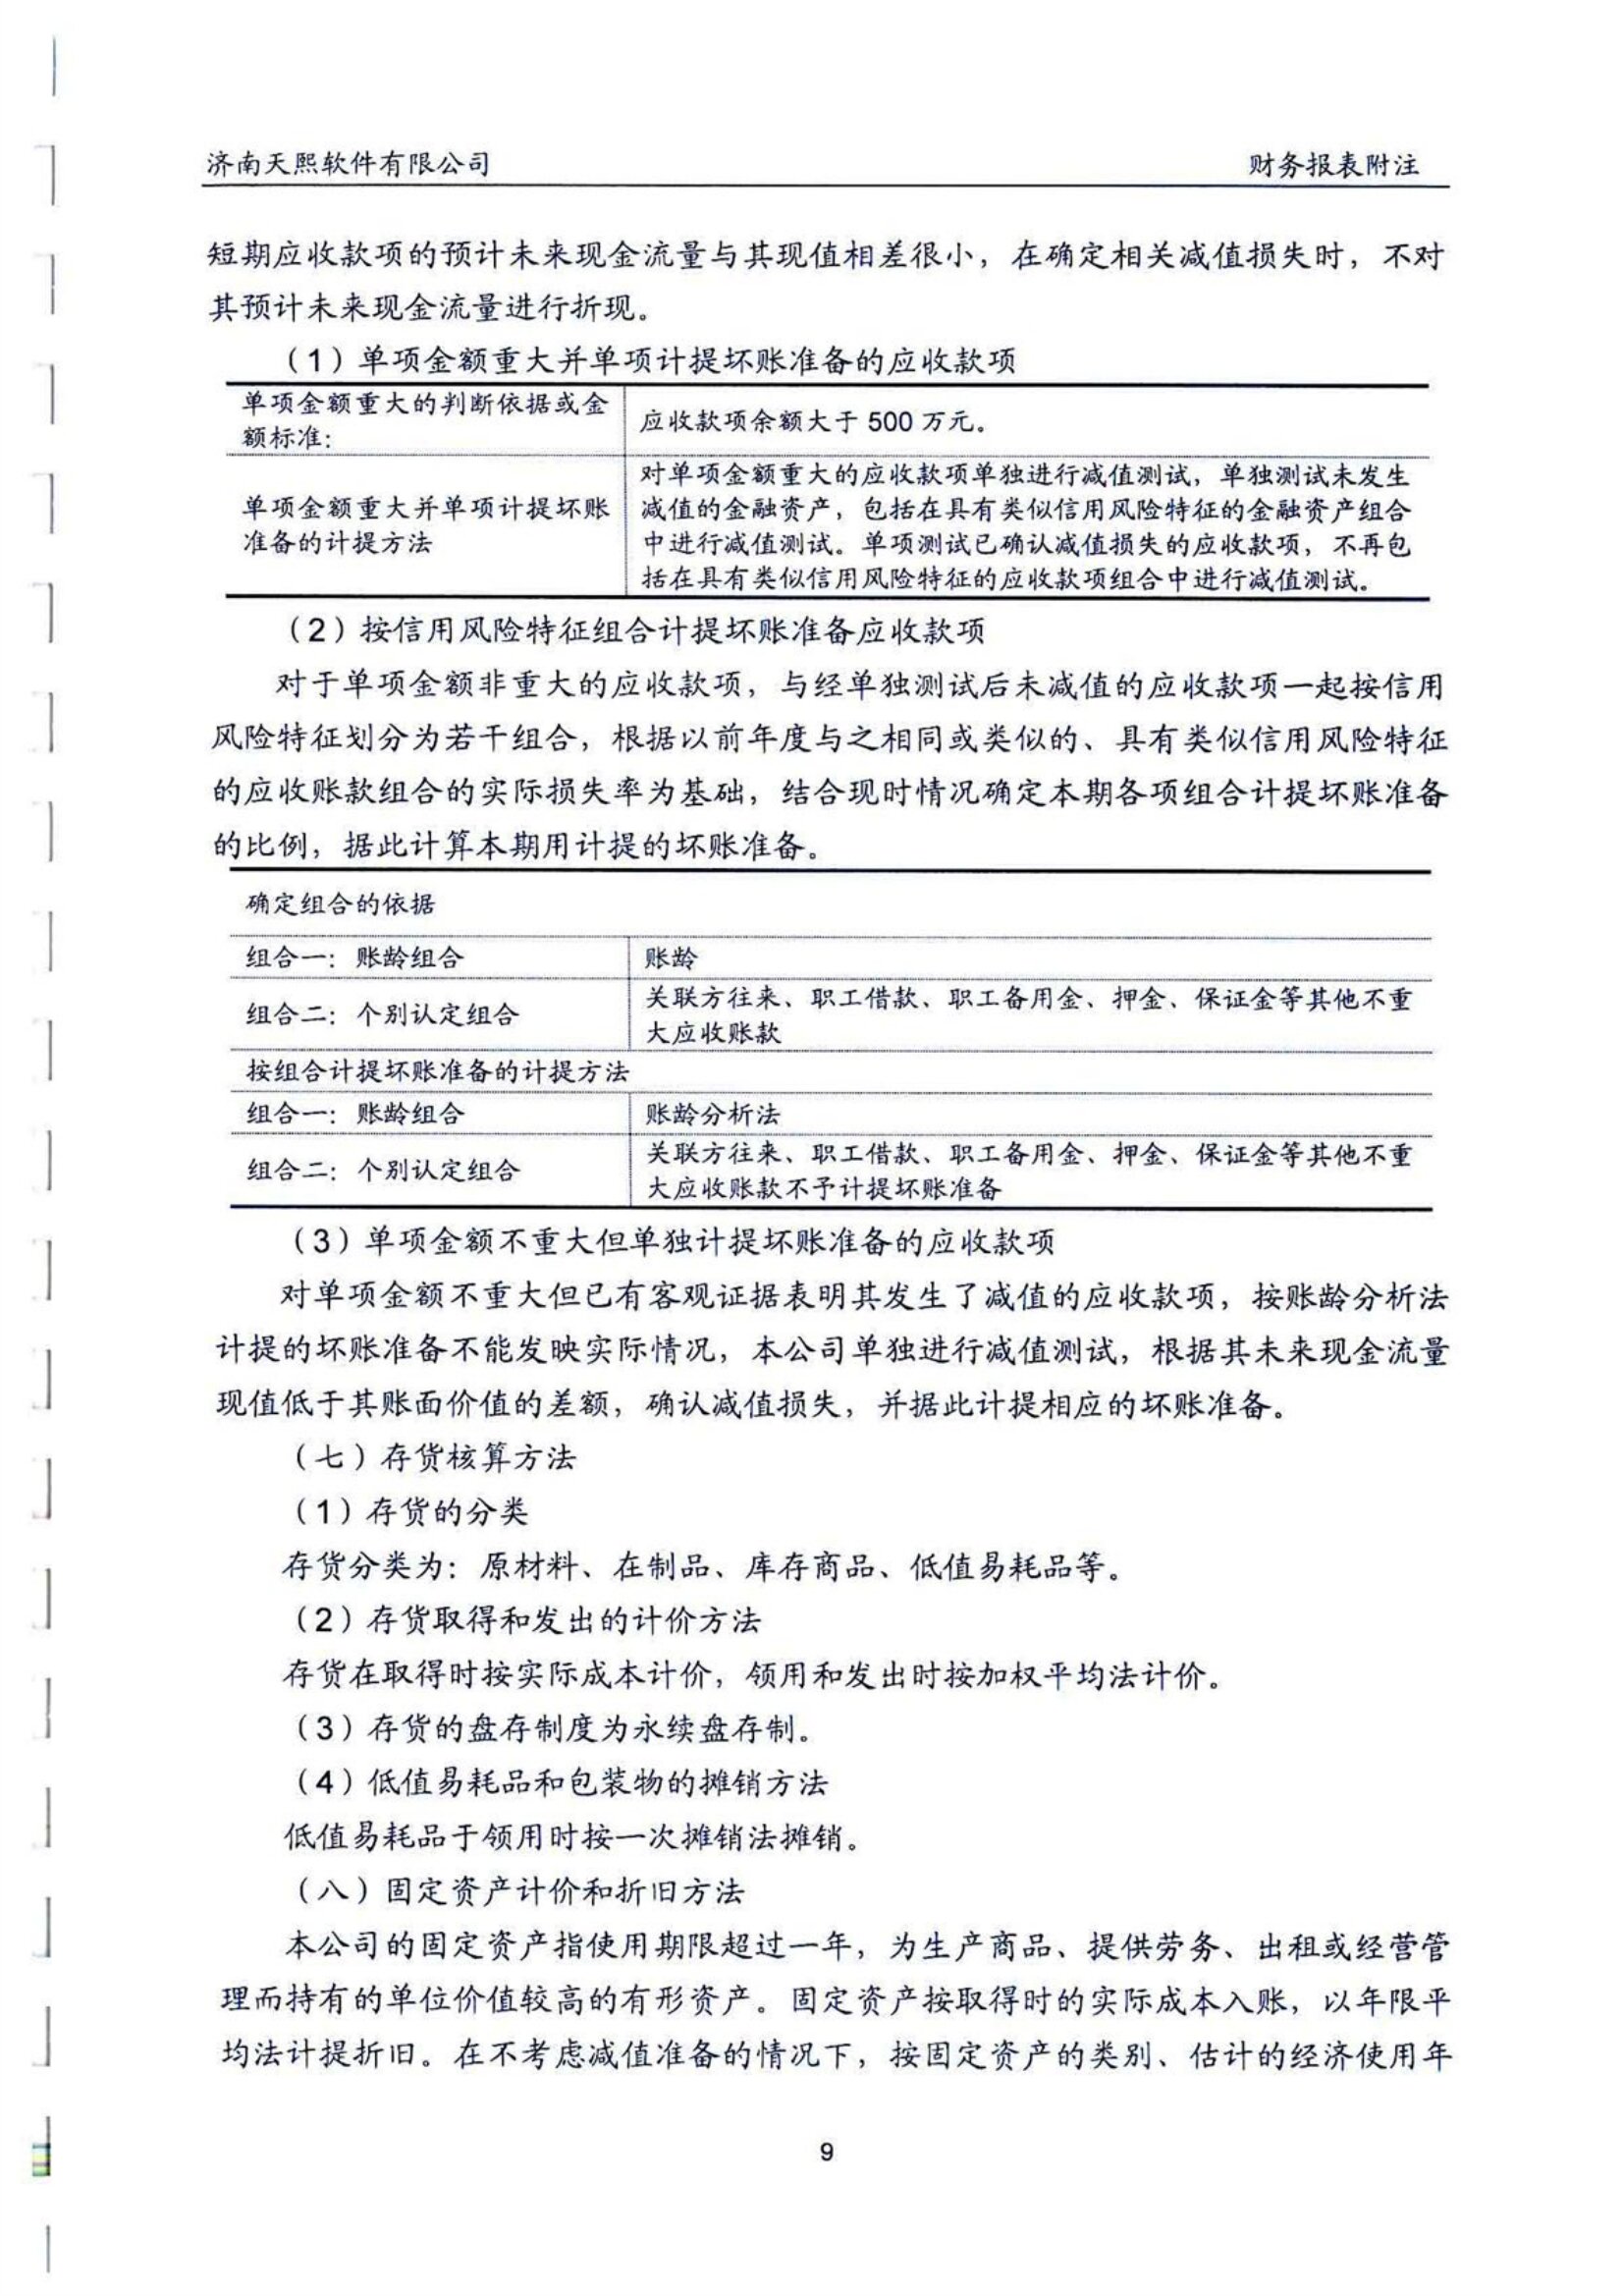 济南天熙软件有限公司 财务报表附注
短期应收款项的预计未来现金流量与其现值相差很小，在确定相关减值损失时，不对
其预计未来现金流量进行折现。
（1）单项金额重大并单项计提坏账准备的应收款项
单项金额重大的判断依据或金
额标准：
应收款项余额大于 500 万元。
单项金额重大并单项计提坏账
准备的计提方法
对单项金额重大的应收款项单独进行减值测试，单独测试未发生
减值的金融资产，包括在具有类似信用风险特征的金融资产组合
中进行减值测试。单项测试已确认减值损失的应收款项，不再包
括在具有类似信用风险特征的应收款项组合中进行减值测试。
（2）按信用风险特征组合计提坏账准备应收款项
对于单项金额非重大的应收款项，与经单独测试后未减值的应收款项一起按信用
风险特征划分为若干组合，根据以前年度与之相同或类似的、具有类似信用风险特征
的应收账款组合的实际损失率为基础，结合现时情况确定本期各项组合计提坏账准备
的比例，据此计算本期用计提的坏账准备。
确定组合的依据
组合一：账龄组合 账龄
组合二：个别认定组合
关联方往来、职工借款、职工备用金、押金、保证金等其他不重
大应收账款
按组合计提坏账准备的计提方法
组合一：账龄组合 账龄分析法
组合二：个别认定组合
关联方往来、职工借款、职工备用金、押金、保证金等其他不重
大应收账款不予计提坏账准备
（3）单项金额不重大但单独计提坏账准备的应收款项
对单项金额不重大但已有客观证据表明其发生了减值的应收款项，按账龄分析法
计提的坏账准备不能发映实际情况，本公司单独进行减值测试，根据其未来现金流量
现值低于其账面价值的差额，确认减值损失，并据此计提相应的坏账准备。
（七）存货核算方法
（1）存货的分类
存货分类为：原材料、在制品、库存商品、低值易耗品等。
（2）存货取得和发出的计价方法
存货在取得时按实际成本计价，领用和发出时按加权平均法计价。
（3）存货的盘存制度为永续盘存制。
（4）低值易耗品和包装物的摊销方法
低值易耗品于领用时按一次摊销法摊销。
（八）固定资产计价和折旧方法
本公司的固定资产指使用期限超过一年，为生产商品、提供劳务、出租或经营管
理而持有的单位价值较高的有形资产。固定资产按取得时的实际成本入账，以年限平
均法计提折旧。在不考虑减值准备的情况下，按固定资产的类别、估计的经济使用年
9